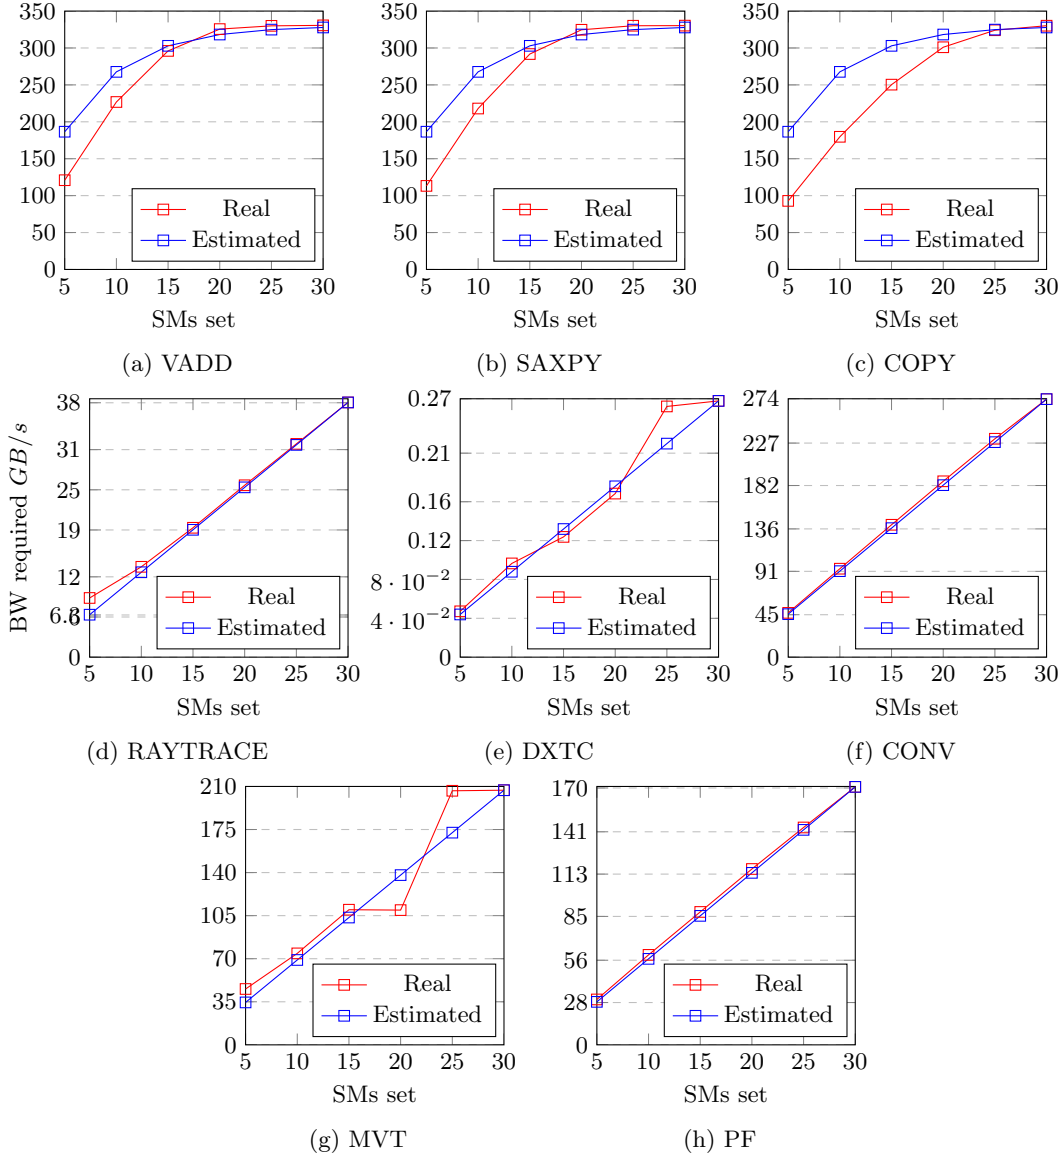 350 350 350
300 300 300
250 250 250
200 200 200
150 150 150
100 100 100
50 50 50
0 0 0
Real Real Real
Estimated Estimated Estimated
5 10 15 20 25 30 5 10 15 20 25 30 5 10 15 20 25 30
SMs set SMs set SMs set
(a) VADD (b) SAXPY (c) COPY
BW required GB/s
38
31
25
19
12
6
0
Real
Estimated
5 10 15 20 25 30
SMs set
(d) RAYTRACE
0.27
0.21
0.16
0.12
8 · 10⁻²
4 · 10⁻²
0
Real
Estimated
5 10 15 20 25 30
SMs set
(e) DXTC
274
227
182
136
91
45
0
Real
Estimated
5 10 15 20 25 30
SMs set
(f) CONV
210
175
140
105
70
35
0
Real
Estimated
5 10 15 20 25 30
SMs set
(g) MVT
170
141
113
85
56
28
0
Real
Estimated
5 10 15 20 25 30
SMs set
(h) PF